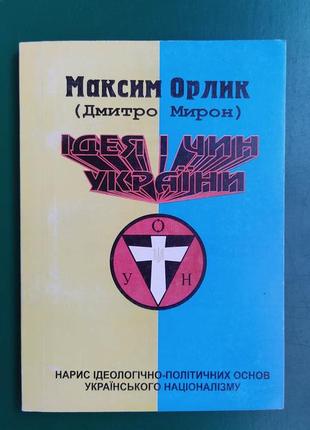 Максим Орлик
(Дмитро Мирон)
ІДЕЯ І ЧИН
УКРАЇНИ
О
У Н
НАРИС ІДЕОЛОГІЧНО-ПОЛІТИЧНИХ ОСНОВ
УКРАЇНСЬКОГО НАЦІОНАЛІЗМУ